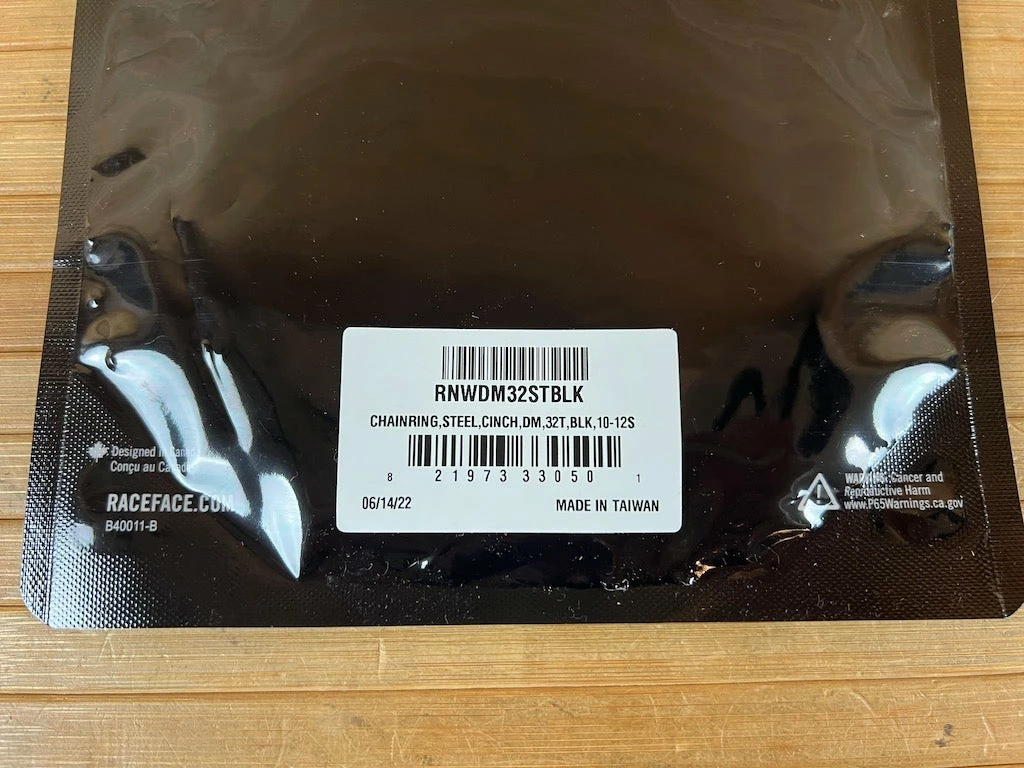 RNWDM32STBLK
CHAINRING,STEEL,CINCH,DM,32T,BLK,10-12S
8 21973 33050 1
06/14/22 MADE IN TAIWAN
Designed in Canada
Conçu au Canada
RACEFACE.COM
B40011-B
WARNING: Cancer and
Reproductive Harm
www.P65Warnings.ca.gov